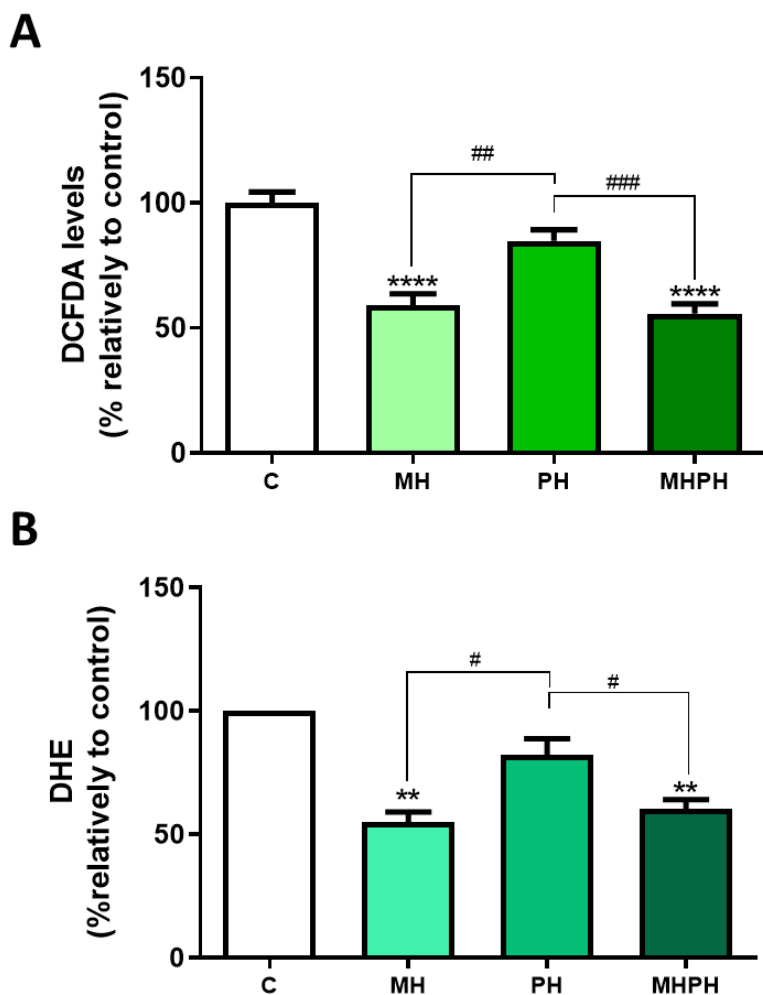 A
DCFDA levels
(% relatively to control)
150
100
50
0
##
###
****
****
C
MH
PH
MHPH
B
DHE
(%relatively to control)
150
100
50
0
#
#
**
**
C
MH
PH
MHPH